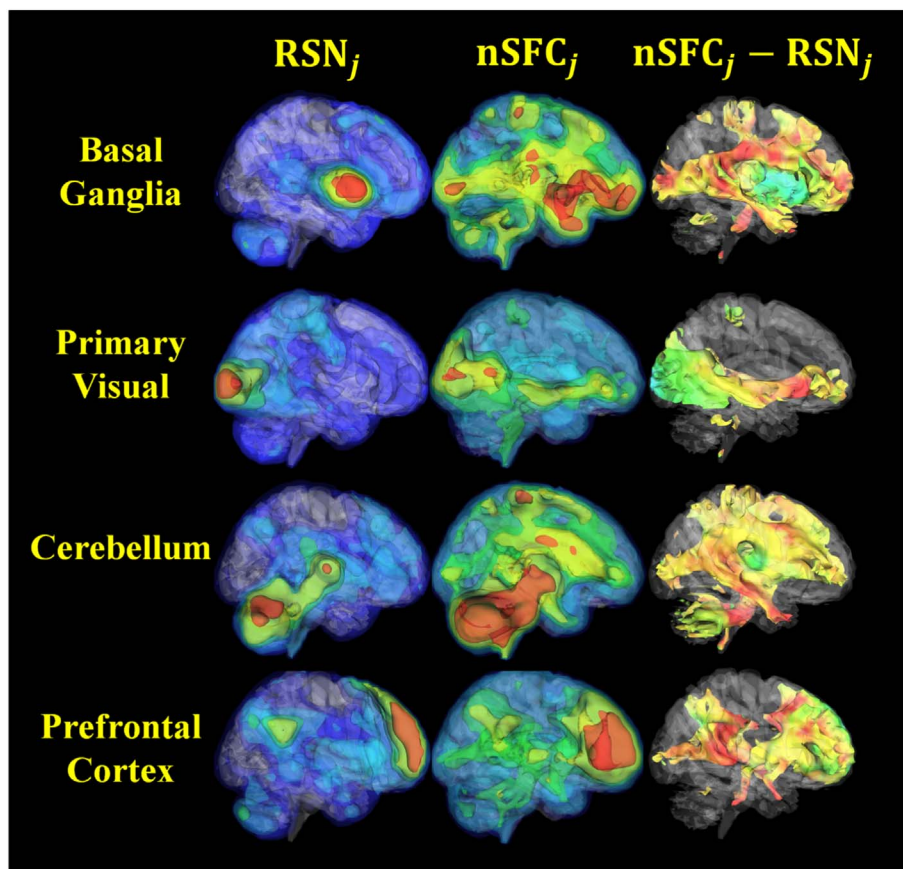 RSNⱼ nSFCⱼ nSFCⱼ − RSNⱼ
Basal
Ganglia
Primary
Visual
Cerebellum
Prefrontal
Cortex